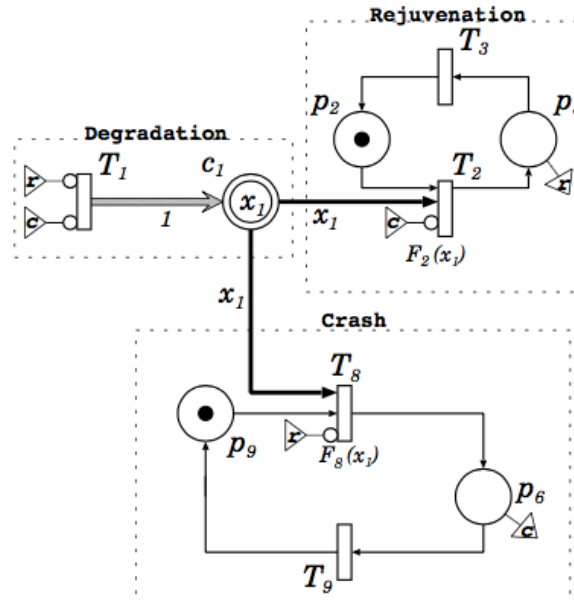 Rejuvenation
T3
p2
T2
r
c
F2(x1)
Degradation
T1
c1
r
c
x1
1
x1
x1
Crash
T8
p9
r
F8(x1)
p6
c
T9